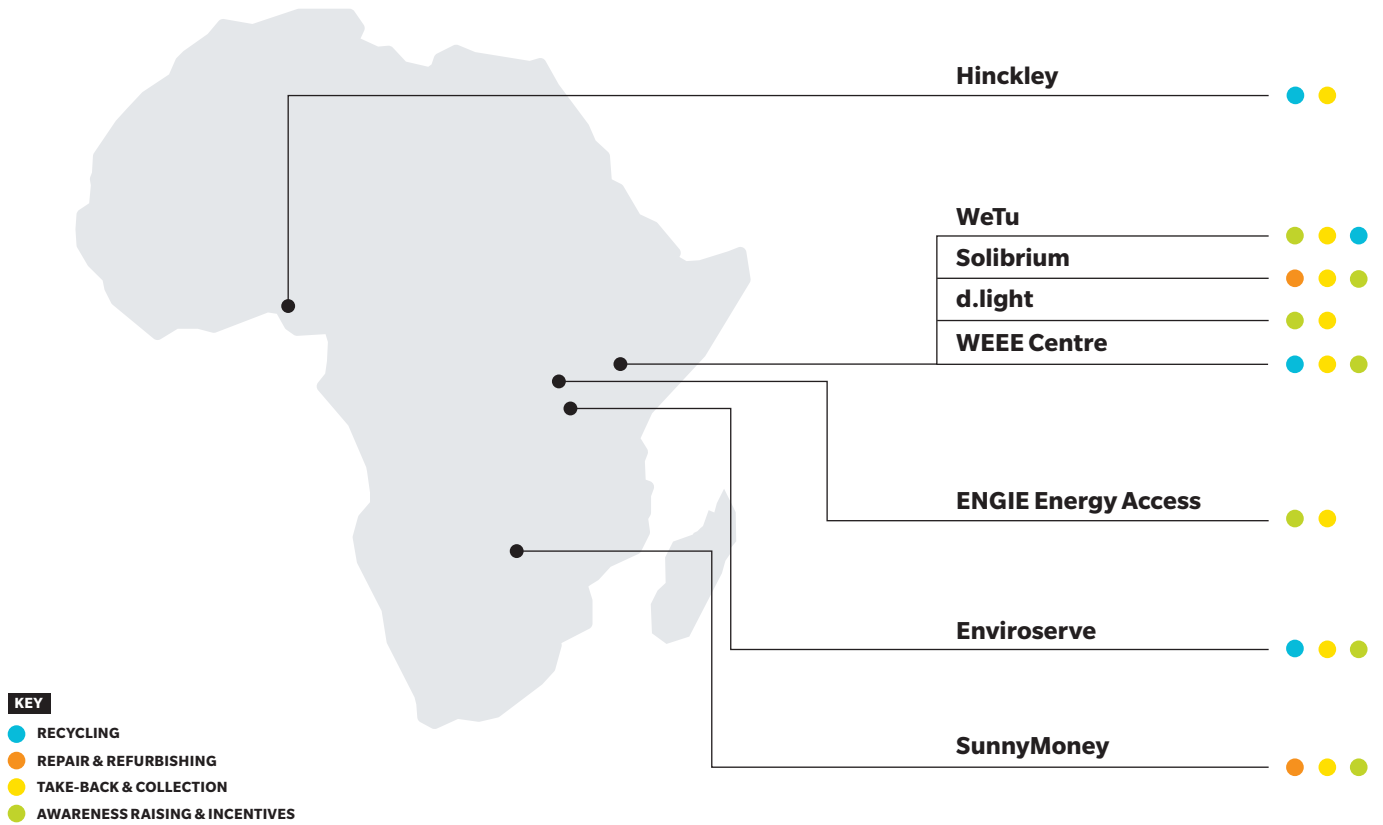 Hinckley
WeTu
Solibrium
d.light
WEEE Centre
ENGIE Energy Access
Enviroserve
SunnyMoney
KEY
RECYCLING
REPAIR & REFURBISHING
TAKE-BACK & COLLECTION
AWARENESS RAISING & INCENTIVES